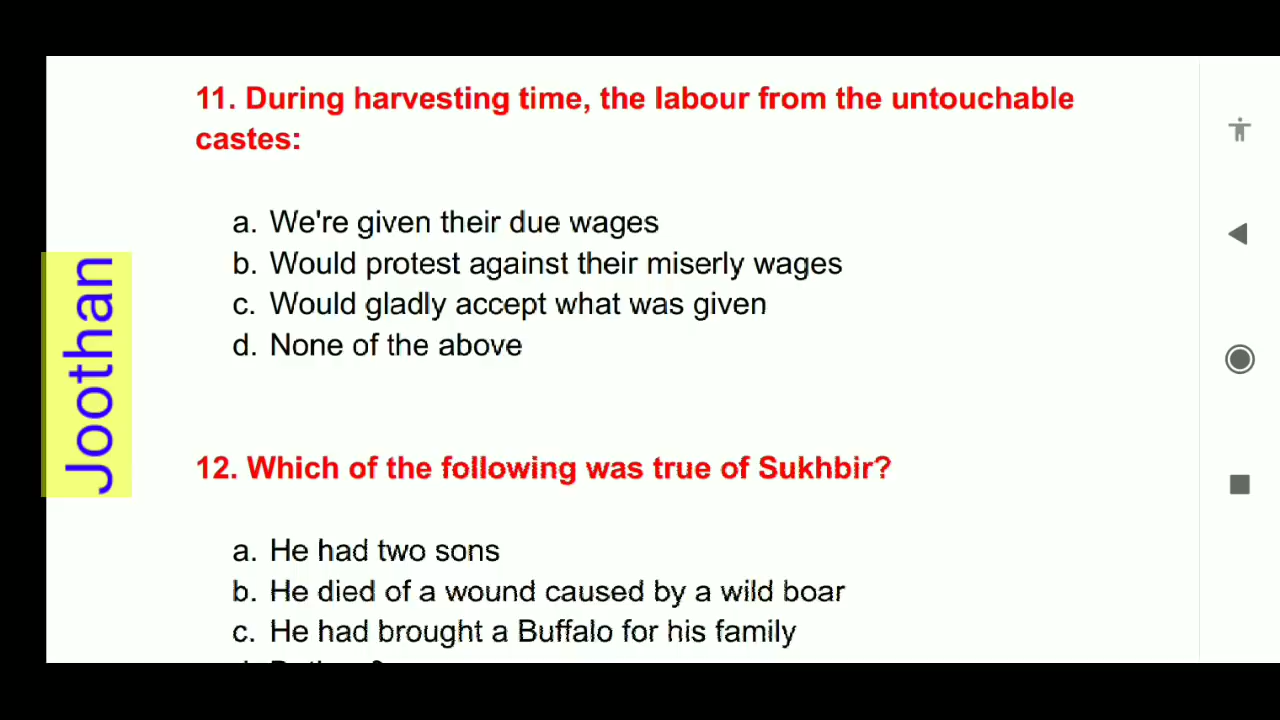 11. During harvesting time, the labour from the untouchable
castes:
a. We're given their due wages
b. Would protest against their miserly wages
c. Would gladly accept what was given
d. None of the above
Joothan
12. Which of the following was true of Sukhbir?
a. He had two sons
b. He died of a wound caused by a wild boar
c. He had brought a Buffalo for his family